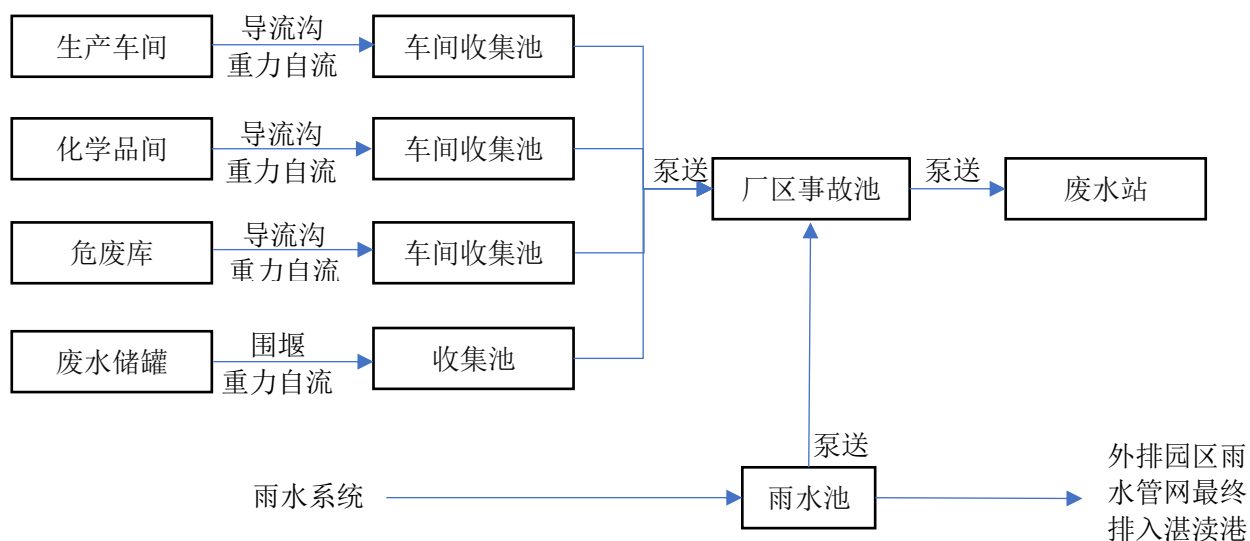 生产车间
导流沟
重力自流
车间收集池
化学品间
导流沟
重力自流
车间收集池
泵送
厂区事故池
泵送
废水站
危废库
导流沟
重力自流
车间收集池
废水储罐
围堰
重力自流
收集池
泵送
雨水系统
雨水池
外排园区雨
水管网最终
排入湛渎港